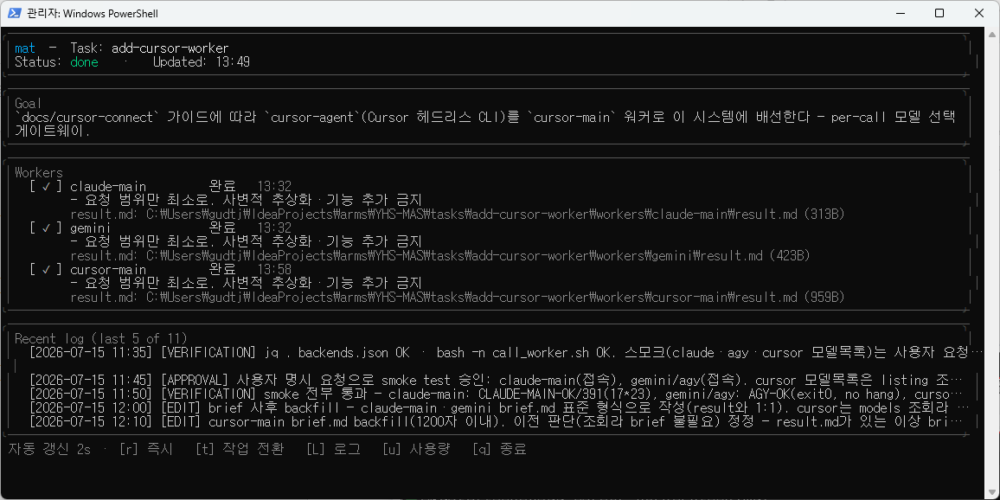 관리자: Windows PowerShell
mat - Task: add-cursor-worker
Status: done · Updated: 13:49
Goal
`docs/cursor-connect` 가이드에 따라 `cursor-agent`(Cursor 헤드리스 CLI)를 `cursor-main` 워커로 이 시스템에 배선한다 - per-call 모델 선택
게이트웨이.
Workers
[ ✓ ] claude-main 완료 13:32
- 요청 범위만 최소로. 사변적 추상화·기능 추가 금지
result.md: C:₩Users₩gudtj₩IdeaProjects₩arms₩YHS-MAS₩tasks₩add-cursor-worker₩workers₩claude-main₩result.md (313B)
[ ✓ ] gemini 완료 13:32
- 요청 범위만 최소로. 사변적 추상화·기능 추가 금지
result.md: C:₩Users₩gudtj₩IdeaProjects₩arms₩YHS-MAS₩tasks₩add-cursor-worker₩workers₩gemini₩result.md (423B)
[ ✓ ] cursor-main 완료 13:58
- 요청 범위만 최소로. 사변적 추상화·기능 추가 금지
result.md: C:₩Users₩gudtj₩IdeaProjects₩arms₩YHS-MAS₩tasks₩add-cursor-worker₩workers₩cursor-main₩result.md (959B)
Recent log (last 5 of 11)
[2026-07-15 11:35] [VERIFICATION] jq . backends.json OK · bash -n call_worker.sh OK. 스모크(claude·agy·cursor 모델목록)는 사용자 요청…
[2026-07-15 11:45] [APPROVAL] 사용자 명시 요청으로 smoke test 승인: claude-main(접속), gemini/agy(접속). cursor 모델목록은 listing 조…
[2026-07-15 11:50] [VERIFICATION] smoke 전부 통과 - claude-main: CLAUDE-MAIN-OK/391(17*23), gemini/agy: AGY-OK(exit0, no hang), curso…
[2026-07-15 12:00] [EDIT] brief 사후 backfill - claude-main·gemini brief.md 표준 형식으로 작성(result와 1:1). cursor는 models 조회라 …
[2026-07-15 12:10] [EDIT] cursor-main brief.md backfill(1200자 이내). 이전 판단(조회라 brief 불필요) 정정 - result.md가 있는 이상 bri…
자동 갱신 2s · [r] 즉시 [t] 작업 전환 [L] 로그 [u] 사용량 [q] 종료